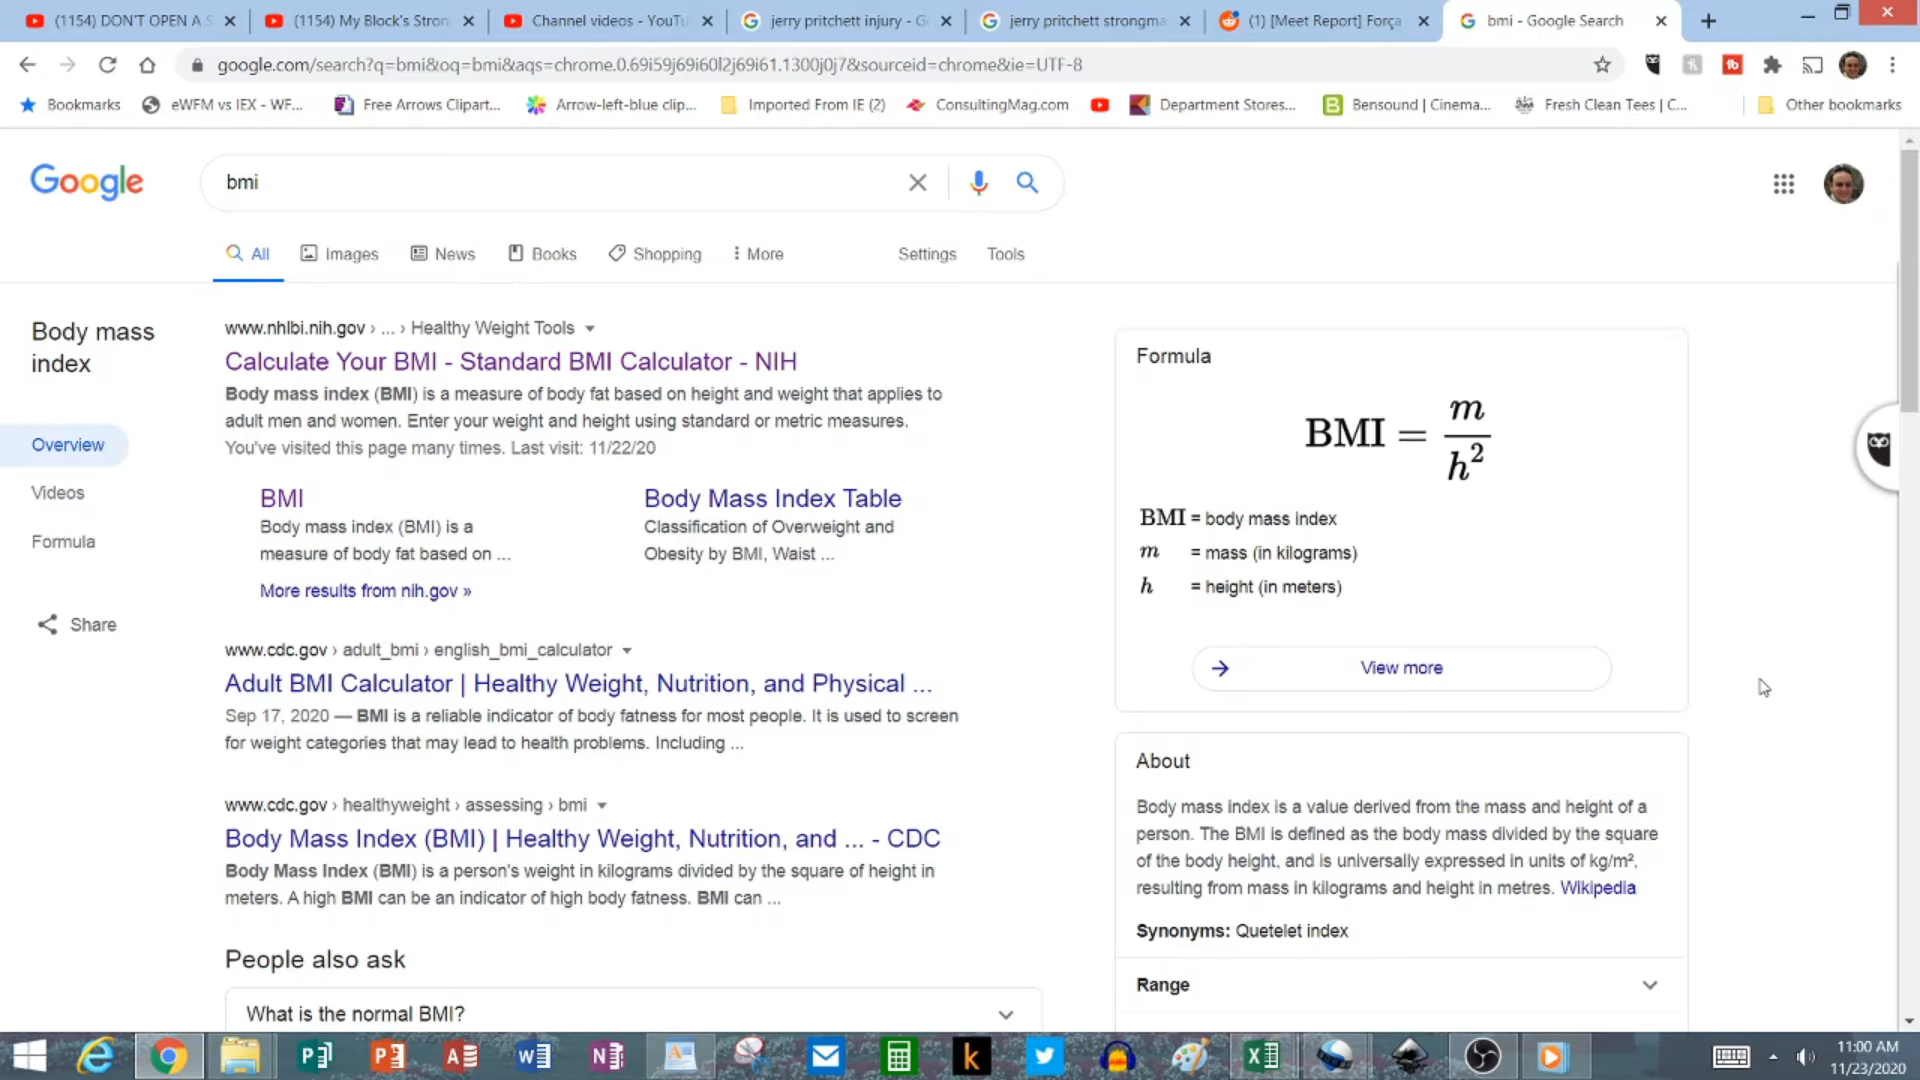 (1154) DON'T OPEN A S
(1154) My Block's Stron
Channel videos - YouTu
jerry pritchett injury - G
jerry pritchett strongma
(1) [Meet Report] Força
bmi - Google Search
google.com/search?q=bmi&oq=bmi&aqs=chrome.0.69i59j69i60l2j69i61.1300j0j7&sourceid=chrome&ie=UTF-8
Bookmarks
eWFM vs IEX - WF...
Free Arrows Clipart...
Arrow-left-blue clip...
Imported From IE (2)
ConsultingMag.com
Department Stores...
Bensound | Cinema...
Fresh Clean Tees | C...
Other bookmarks
Google
bmi
All
Images
News
Books
Shopping
More
Settings
Tools
Body mass
index
Overview
Videos
Formula
Share
www.nhlbi.nih.gov › ... › Healthy Weight Tools
Calculate Your BMI - Standard BMI Calculator - NIH
Body mass index (BMI) is a measure of body fat based on height and weight that applies to
adult men and women. Enter your weight and height using standard or metric measures.
You've visited this page many times. Last visit: 11/22/20
BMI
Body mass index (BMI) is a
measure of body fat based on ...
Body Mass Index Table
Classification of Overweight and
Obesity by BMI, Waist ...
More results from nih.gov »
www.cdc.gov › adult_bmi › english_bmi_calculator
Adult BMI Calculator | Healthy Weight, Nutrition, and Physical ...
Sep 17, 2020 — BMI is a reliable indicator of body fatness for most people. It is used to screen
for weight categories that may lead to health problems. Including ...
www.cdc.gov › healthyweight › assessing › bmi
Body Mass Index (BMI) | Healthy Weight, Nutrition, and ... - CDC
Body Mass Index (BMI) is a person's weight in kilograms divided by the square of height in
meters. A high BMI can be an indicator of high body fatness. BMI can ...
People also ask
What is the normal BMI?
Formula
BMI = m / h²
BMI = body mass index
m = mass (in kilograms)
h = height (in meters)
View more
About
Body mass index is a value derived from the mass and height of a
person. The BMI is defined as the body mass divided by the square
of the body height, and is universally expressed in units of kg/m²,
resulting from mass in kilograms and height in metres. Wikipedia
Synonyms: Quetelet index
Range
11:00 AM
11/23/2020